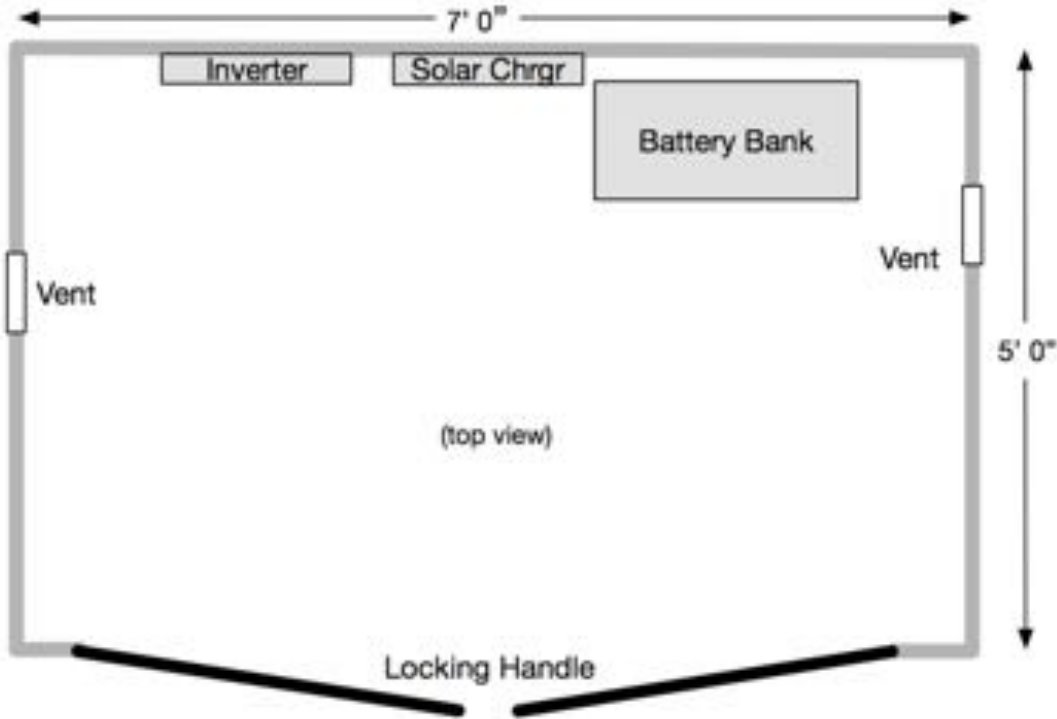 7' 0"
Inverter
Solar Chrgr
Battery Bank
Vent
Vent
5' 0"
(top view)
Locking Handle